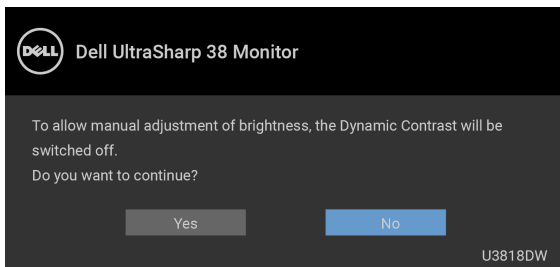 DELL
Dell UltraSharp 38 Monitor
To allow manual adjustment of brightness, the Dynamic Contrast will be
switched off.
Do you want to continue?
Yes
No
U3818DW